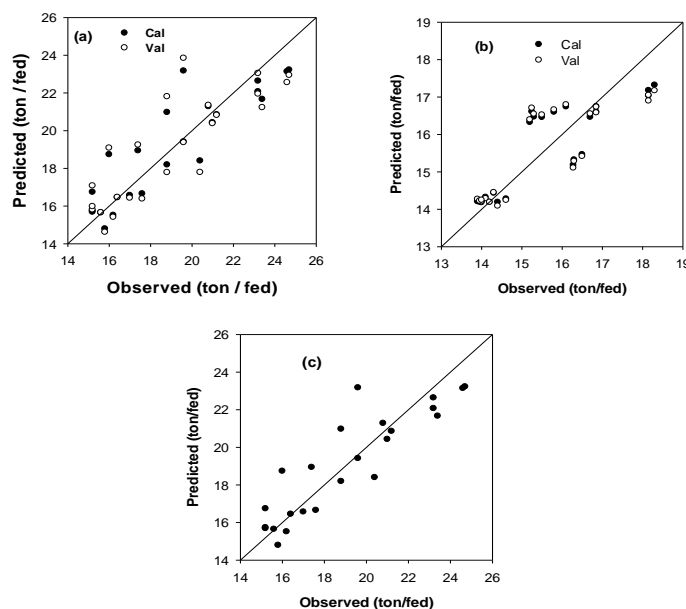 (a)
Cal
Val
26
24
22
20
18
16
14
Predicted (ton / fed)
14 16 18 20 22 24 26
Observed (ton / fed)
(b)
Cal
Val
19
18
17
16
15
14
13
Predicted (ton/fed)
13 14 15 16 17 18 19
Observed (ton/fed)
(c)
26
24
22
20
18
16
14
Predicted (ton/fed)
14 16 18 20 22 24 26
Observed (ton/fed)